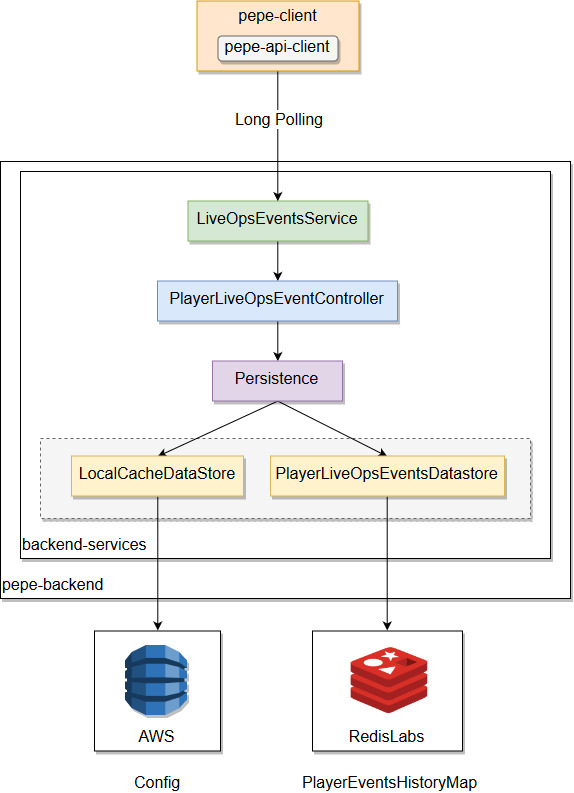 pepe-client
pepe-api-client
Long Polling
LiveOpsEventsService
PlayerLiveOpsEventController
Persistence
LocalCacheDataStore
PlayerLiveOpsEventsDatastore
backend-services
pepe-backend
AWS
RedisLabs
Config
PlayerEventsHistoryMap